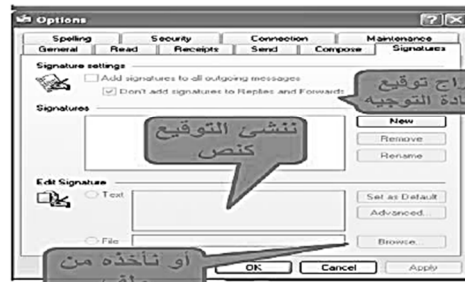 Options
Spelling Security Connection Maintenance
General Read Receipts Send Compose Signatures
Signature settings
Add signatures to all outgoing messages
Don't add signatures to Replies and Forwards
توقيع
التوجيه
Signatures
New
Remove
Rename
ننشئ التوقيع
كنص
Edit Signature
Text
Set as Default
Advanced...
File
Browse...
أو نأخذه من
OK Cancel Apply